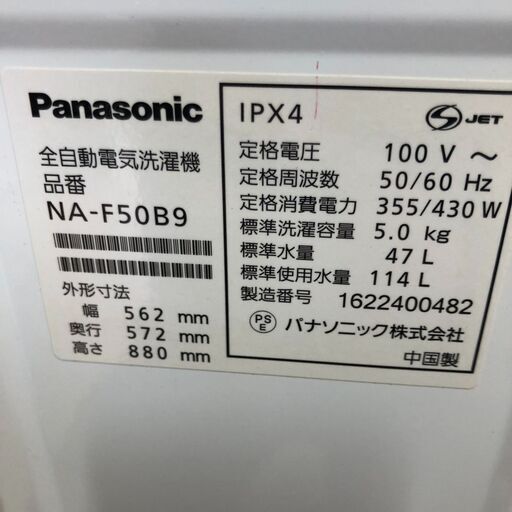 Panasonic
全自動電気洗濯機
品番
NA-F50B9
外形寸法
幅 562 mm
奥行 572 mm
高さ 880 mm
IPX4
S JET
定格電圧 100 V ～
定格周波数 50/60 Hz
定格消費電力 355/430 W
標準洗濯容量 5.0 kg
標準水量 47 L
標準使用水量 114 L
製造番号 1622400482
PSE パナソニック株式会社
中国製